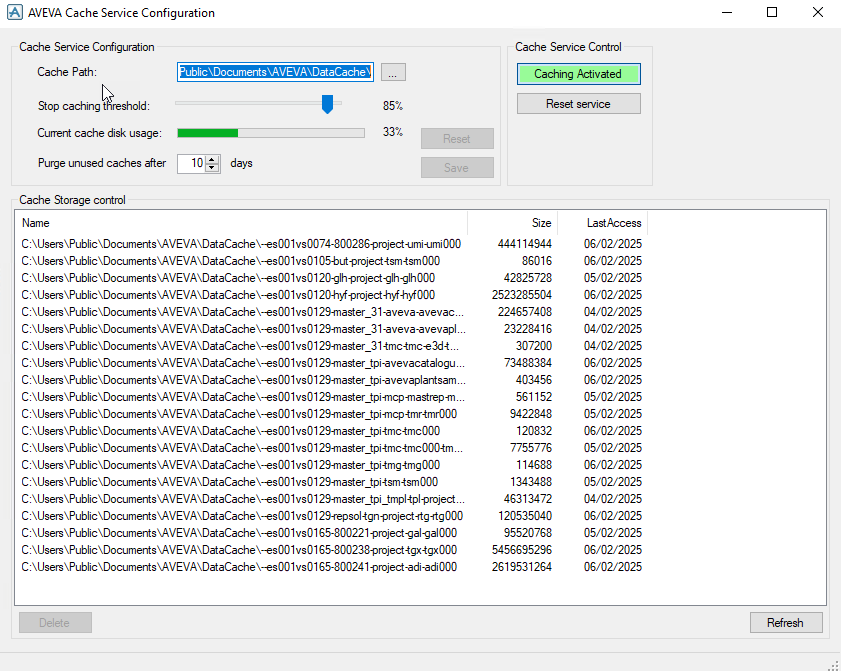 AVEVA Cache Service Configuration
Cache Service Configuration
Cache Path:
Public\Documents\AVEVA\DataCache\
...
Stop caching threshold:
85%
Current cache disk usage:
33%
Reset
Purge unused caches after 10 days
Save
Cache Service Control
Caching Activated
Reset service
Cache Storage control
Name Size LastAccess
C:\Users\Public\Documents\AVEVA\DataCache\--es001vs0074-800286-project-umi-umi000 444114944 06/02/2025
C:\Users\Public\Documents\AVEVA\DataCache\--es001vs0105-but-project-tsm-tsm000 86016 06/02/2025
C:\Users\Public\Documents\AVEVA\DataCache\--es001vs0120-glh-project-glh-glh000 42825728 05/02/2025
C:\Users\Public\Documents\AVEVA\DataCache\--es001vs0120-hyf-project-hyf-hyf000 2523285504 06/02/2025
C:\Users\Public\Documents\AVEVA\DataCache\--es001vs0129-master_31-aveva-avevac... 224657408 04/02/2025
C:\Users\Public\Documents\AVEVA\DataCache\--es001vs0129-master_31-aveva-avevapl... 23228416 04/02/2025
C:\Users\Public\Documents\AVEVA\DataCache\--es001vs0129-master_31-tmc-tmc-e3d-t... 307200 04/02/2025
C:\Users\Public\Documents\AVEVA\DataCache\--es001vs0129-master_tpi-avevacatalogu... 73488384 06/02/2025
C:\Users\Public\Documents\AVEVA\DataCache\--es001vs0129-master_tpi-avevaplantsam... 403456 06/02/2025
C:\Users\Public\Documents\AVEVA\DataCache\--es001vs0129-master_tpi-mcp-mastrep-m... 561152 05/02/2025
C:\Users\Public\Documents\AVEVA\DataCache\--es001vs0129-master_tpi-mcp-tmr-tmr000 9422848 05/02/2025
C:\Users\Public\Documents\AVEVA\DataCache\--es001vs0129-master_tpi-tmc-tmc000 120832 06/02/2025
C:\Users\Public\Documents\AVEVA\DataCache\--es001vs0129-master_tpi-tmc-tmc000-tm... 7755776 05/02/2025
C:\Users\Public\Documents\AVEVA\DataCache\--es001vs0129-master_tpi-tmg-tmg000 114688 06/02/2025
C:\Users\Public\Documents\AVEVA\DataCache\--es001vs0129-master_tpi-tsm-tsm000 1343488 05/02/2025
C:\Users\Public\Documents\AVEVA\DataCache\--es001vs0129-master_tpi_tmpl-tpl-project... 46313472 04/02/2025
C:\Users\Public\Documents\AVEVA\DataCache\--es001vs0129-repsol-tgn-project-rtg-rtg000 120535040 06/02/2025
C:\Users\Public\Documents\AVEVA\DataCache\--es001vs0165-800221-project-gal-gal000 95520768 05/02/2025
C:\Users\Public\Documents\AVEVA\DataCache\--es001vs0165-800238-project-tgx-tgx000 5456695296 06/02/2025
C:\Users\Public\Documents\AVEVA\DataCache\--es001vs0165-800241-project-adi-adi000 2619531264 06/02/2025
Delete
Refresh